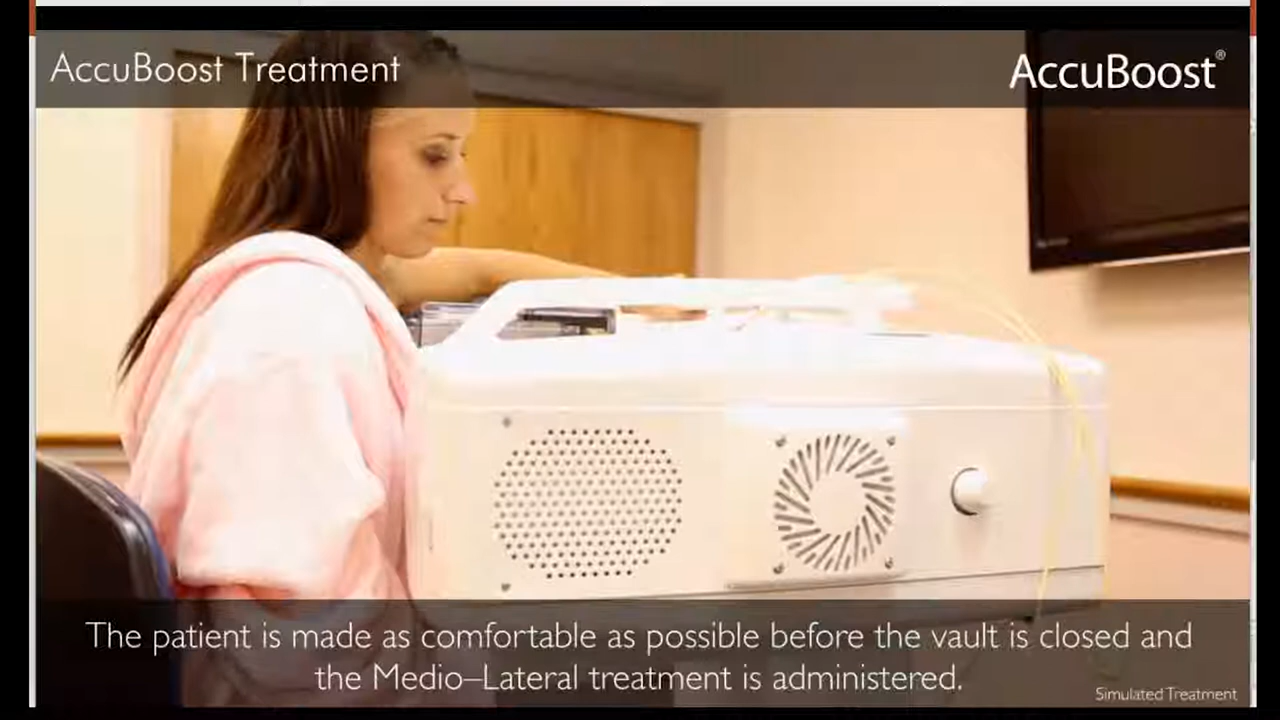 AccuBoost Treatment
AccuBoost®
The patient is made as comfortable as possible before the vault is closed and
the Medio–Lateral treatment is administered.
Simulated Treatment